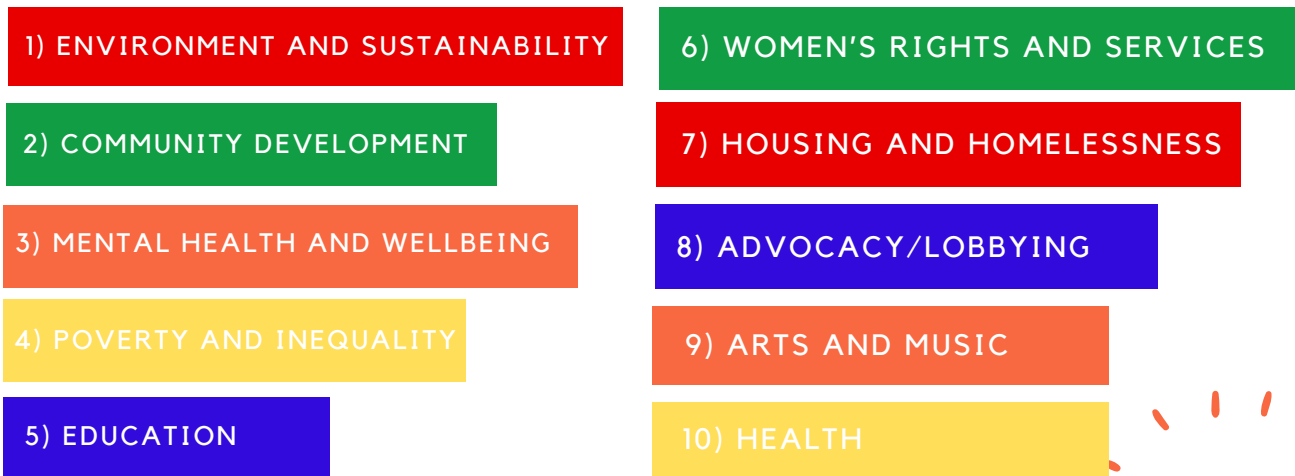 1) ENVIRONMENT AND SUSTAINABILITY
2) COMMUNITY DEVELOPMENT
3) MENTAL HEALTH AND WELLBEING
4) POVERTY AND INEQUALITY
5) EDUCATION
6) WOMEN'S RIGHTS AND SERVICES
7) HOUSING AND HOMELESSNESS
8) ADVOCACY/LOBBYING
9) ARTS AND MUSIC
10) HEALTH